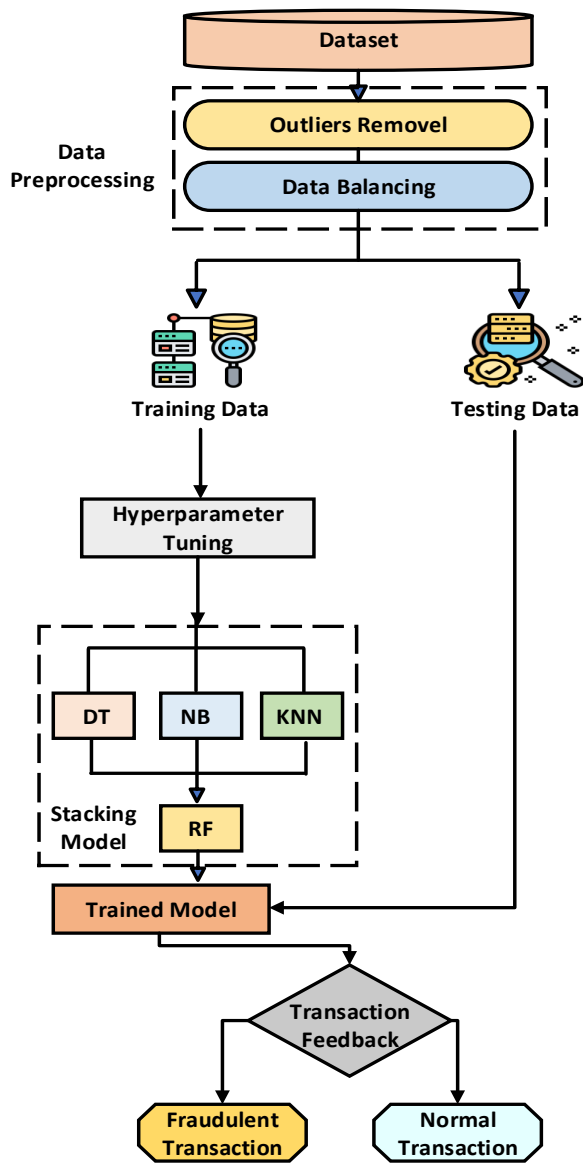 Dataset
Outliers Removel
Data
Preprocessing
Data Balancing
Training Data
Testing Data
Hyperparameter
Tuning
DT
NB
KNN
Stacking
Model
RF
Trained Model
Transaction
Feedback
Fraudulent
Transaction
Normal
Transaction